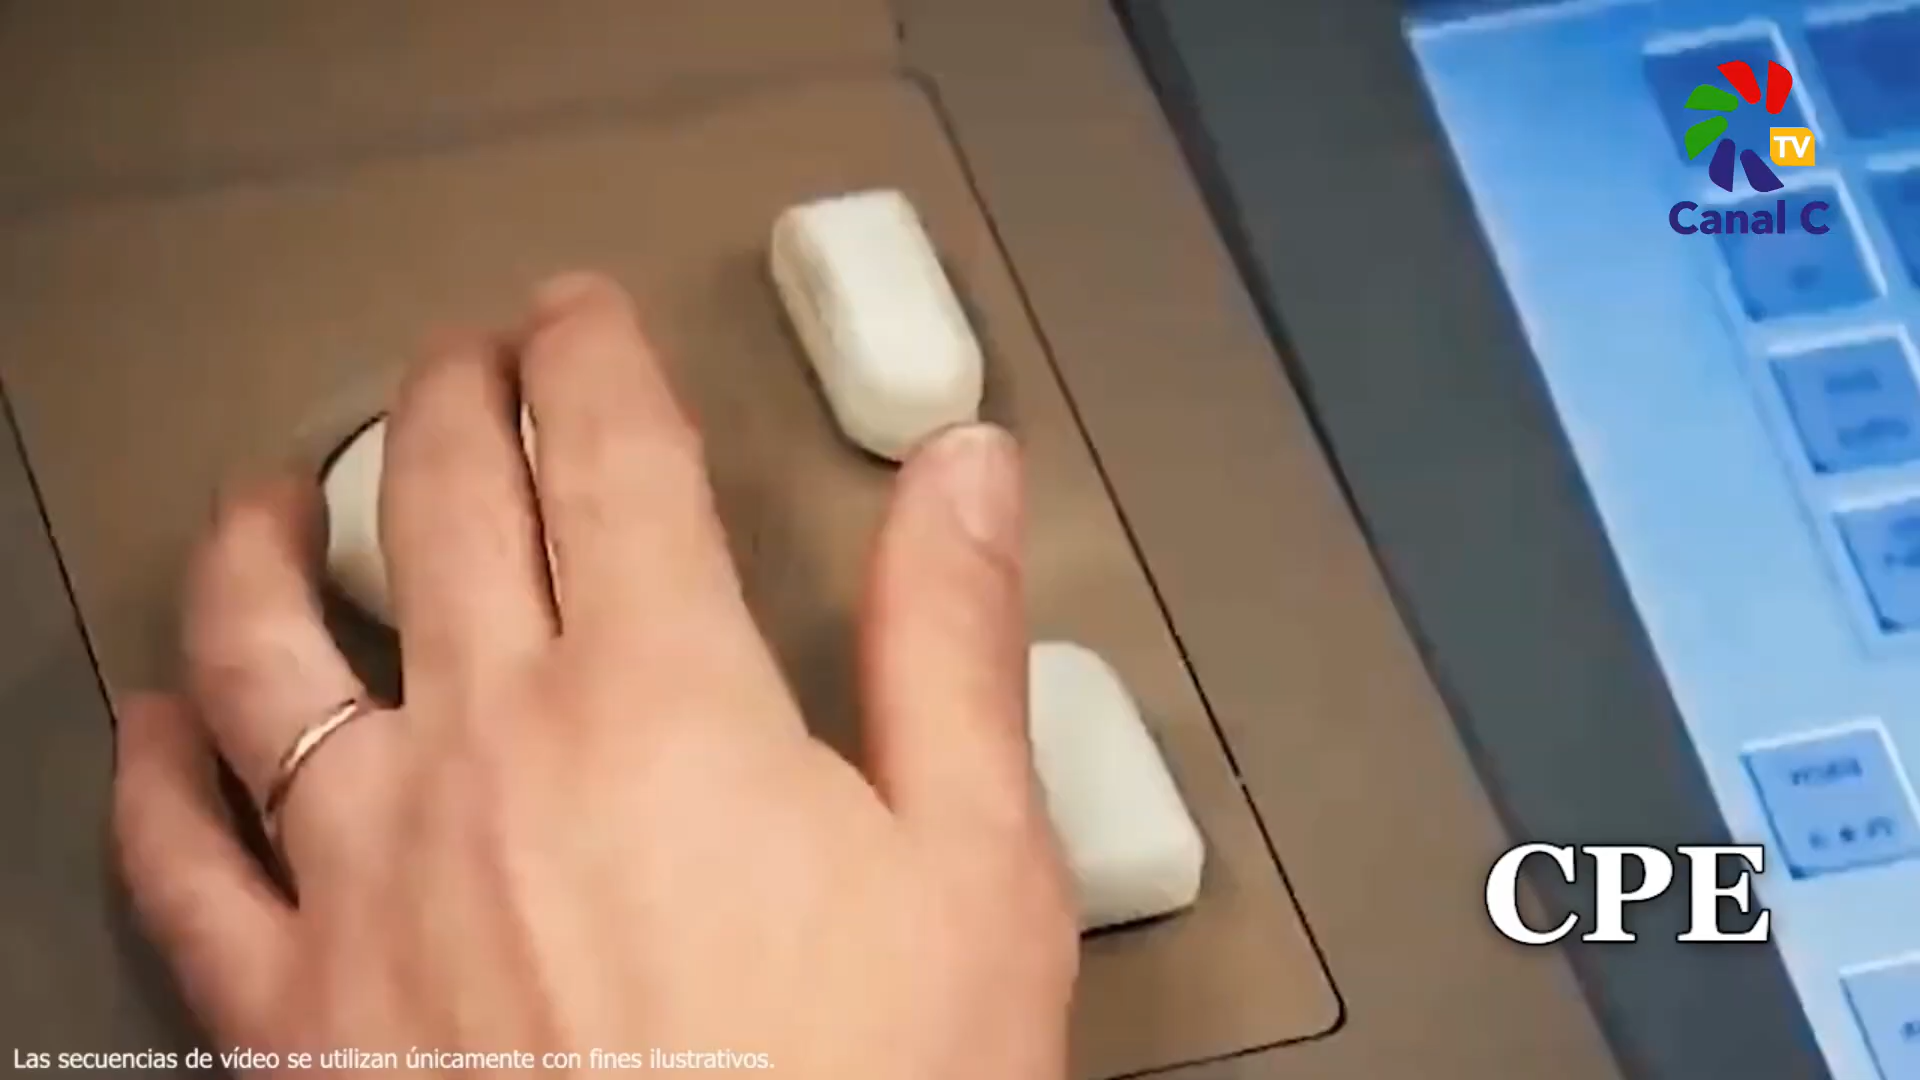 TV
Canal C
CPE
Las secuencias de vídeo se utilizan únicamente con fines ilustrativos.